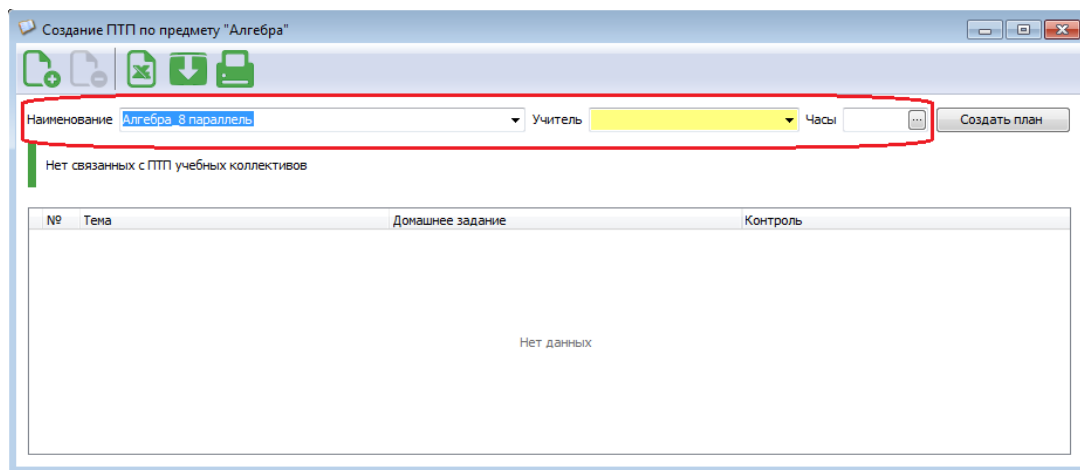 Создание ПТП по предмету "Алгебра"
Наименование Алгебра_8 параллель Учитель Часы ... Создать план
Нет связанных с ПТП учебных коллективов
№ Тема Домашнее задание Контроль
Нет данных